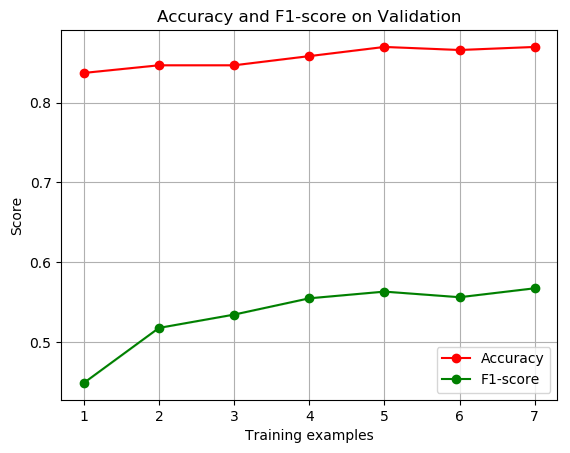 Accuracy and F1-score on Validation
Score
0.8
0.7
0.6
0.5
Accuracy
F1-score
1 2 3 4 5 6 7
Training examples